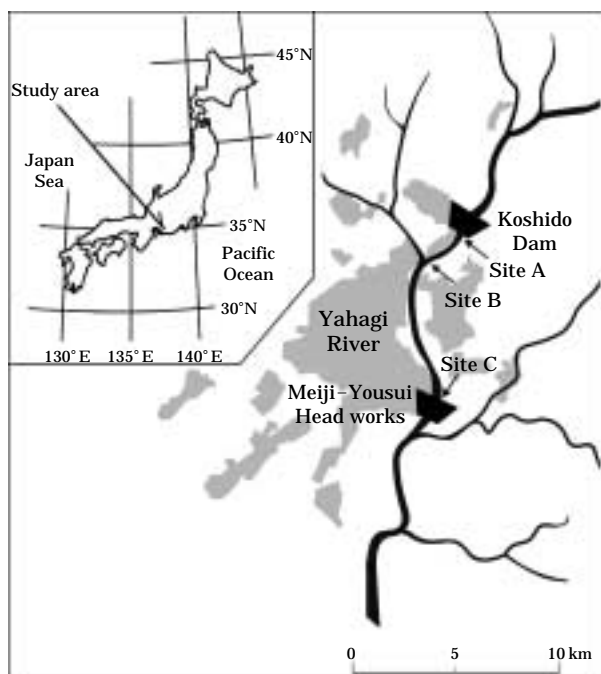 45°N
Study area
40°N
Japan
Sea
35°N
Pacific
Ocean
30°N
130°E 135°E 140°E
Koshido
Dam
Site A
Site B
Yahagi
River
Site C
Meiji–Yousui
Head works
0 5 10 km